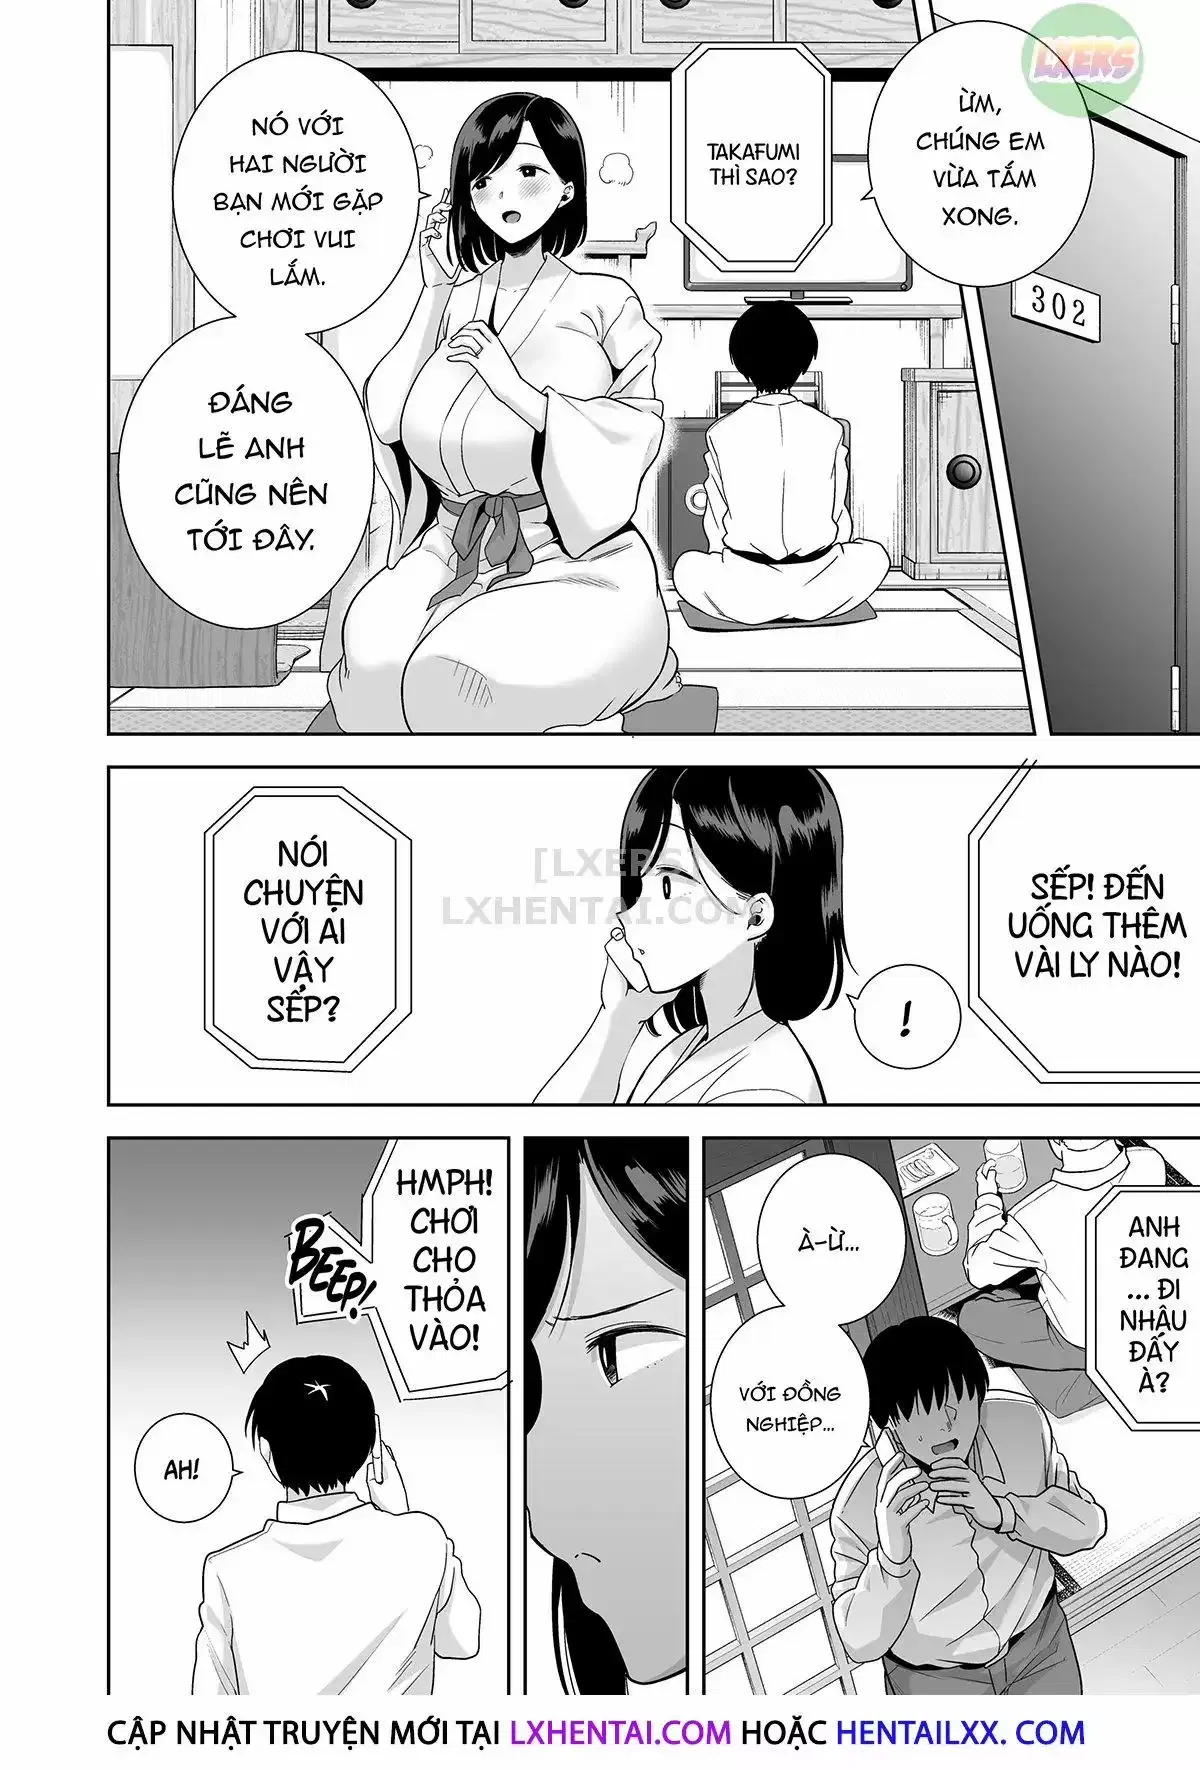 LXERS
ỪM,
CHÚNG EM
VỪA TẮM
XONG.
302
TAKAFUMI
THÌ SAO?
NÓ VỚI
HAI NGƯỜI
BẠN MỚI GẶP
CHƠI VUI
LẮM.
ĐÁNG
LẼ ANH
CŨNG NÊN
TỚI ĐÂY.
SẾP! ĐẾN
UỐNG THÊM
VÀI LY NÀO!
!
[LXERS]
LXHENTAI.COM
NÓI
CHUYỆN
VỚI AI
VẬY
SẾP?
ANH
ĐANG
... ĐI
NHẬU
ĐẤY
À?
À-Ừ...
VỚI ĐỒNG
NGHIỆP...
HMPH!
CHƠI
CHO
THỎA
VÀO!
BEEP!
AH!
CẬP NHẬT TRUYỆN MỚI TẠI LXHENTAI.COM HOẶC HENTAILXX. COM